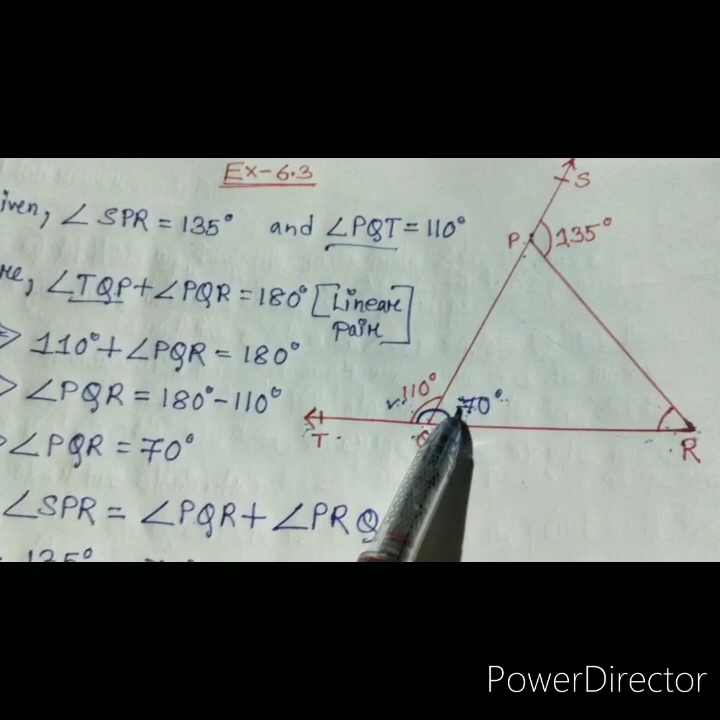 Ex-6.3
iven, ∠SPR = 135° and ∠PQT = 110°
re, ∠TQP + ∠PQR = 180° [Linear pair]
⇒ 110° + ∠PQR = 180°
> ∠PQR = 180° - 110°
∠PQR = 70°
∠SPR = ∠PQR + ∠PRQ
135°
S
P
135°
110°
70°
T
R
PowerDirector